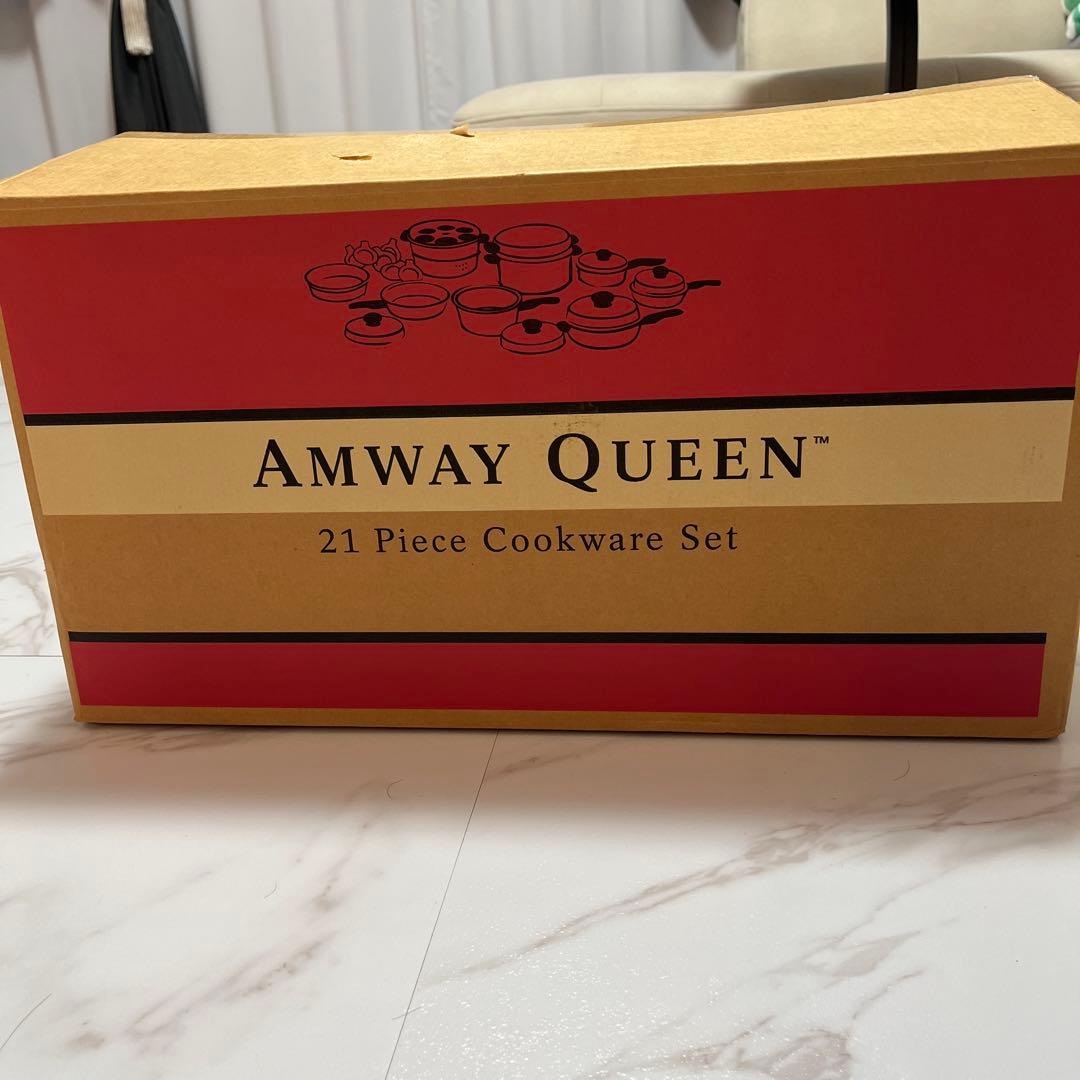 AMWAY QUEEN™
21 Piece Cookware Set